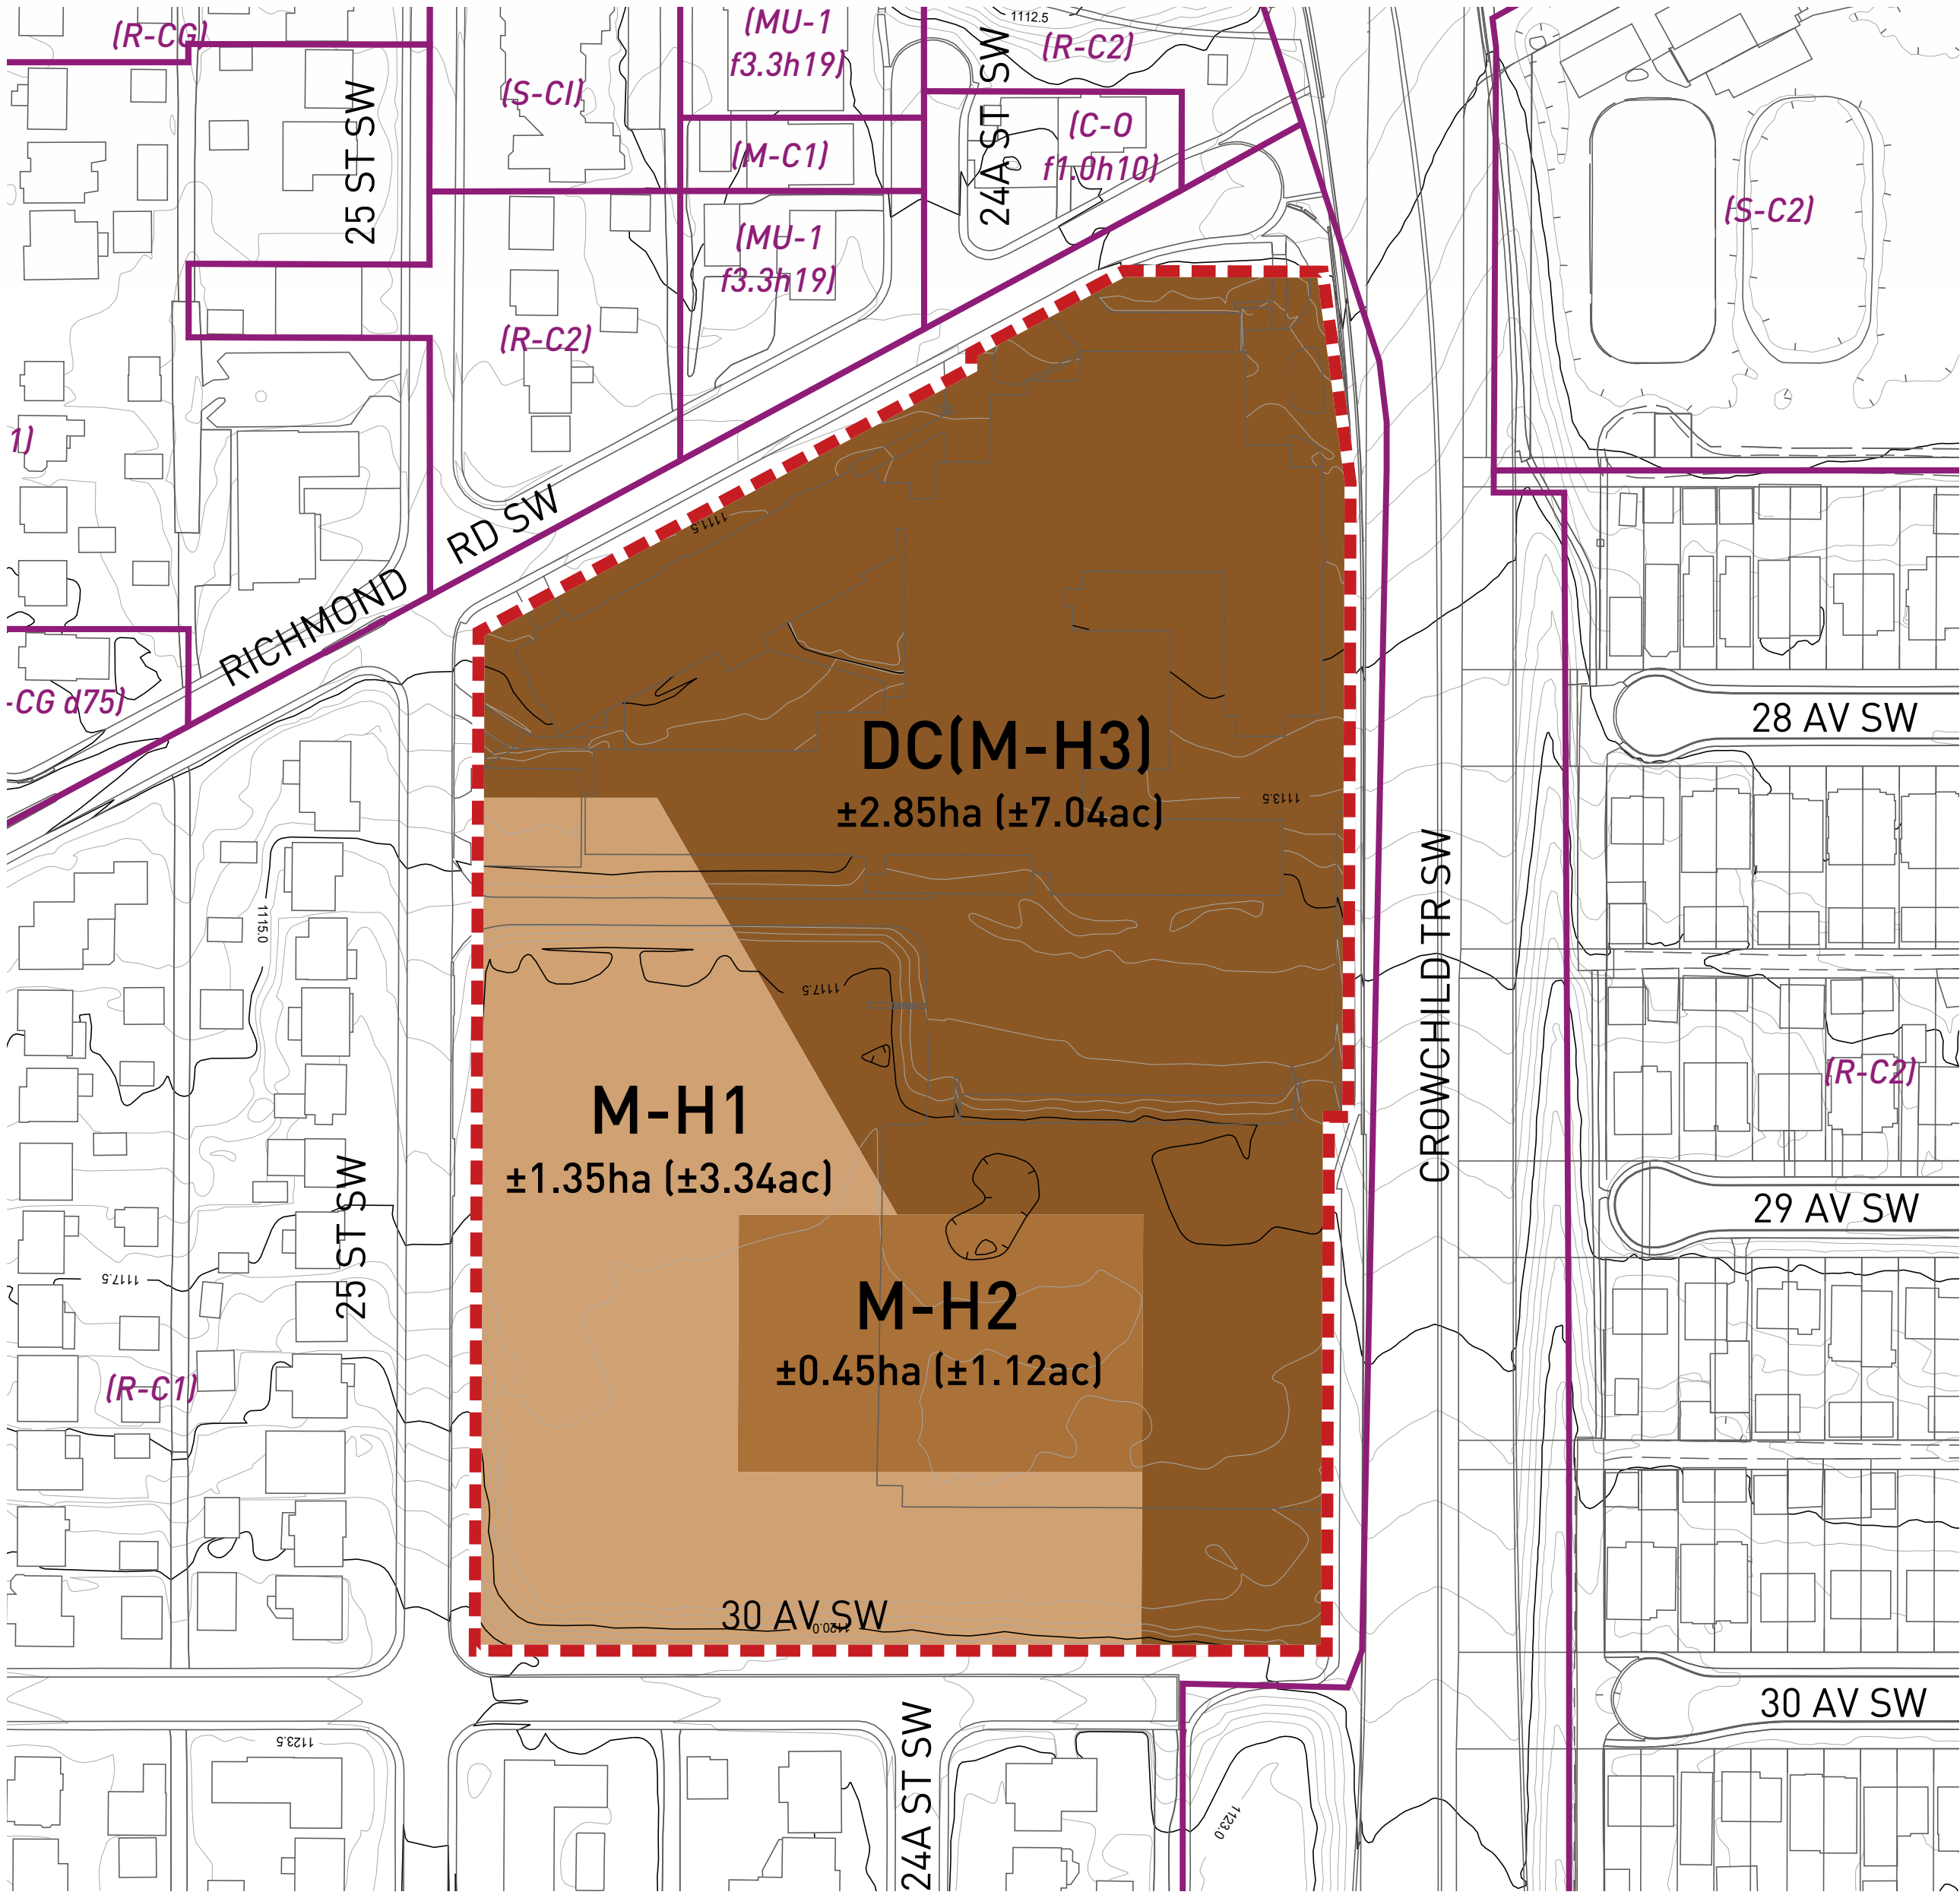 (R-CG)
25 ST SW
(S-CI)
(MU-1
f3.3h19)
(M-C1)
(MU-1
f3.3h19)
(R-C2)
24A ST SW
1112.5
(R-C2)
(C-O
f1.0h10)
(S-C2)
1)
-CG d75)
RICHMOND RD SW
1111.5
DC(M-H3)
±2.85ha (±7.04ac)
1113.5
28 AV SW
CROWCHILD TR SW
1115.0
1117.5
M-H1
±1.35ha (±3.34ac)
(R-C2)
29 AV SW
25 ST SW
1117.5
M-H2
±0.45ha (±1.12ac)
(R-C1)
30 AV SW
1120.0
30 AV SW
1123.5
24A ST SW
1123.0